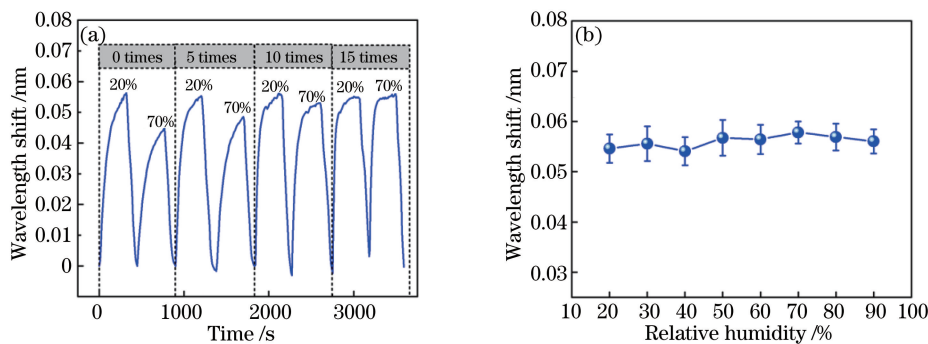 (a)
0 times 5 times 10 times 15 times
20% 70% 20% 70% 20% 70% 20% 70%
0.08
0.07
0.06
0.05
0.04
0.03
0.02
0.01
0
Wavelength shift /nm
0 1000 2000 3000
Time /s
(b)
0.08
0.07
0.06
0.05
0.03
Wavelength shift /nm
10 20 30 40 50 60 70 80 90 100
Relative humidity /%